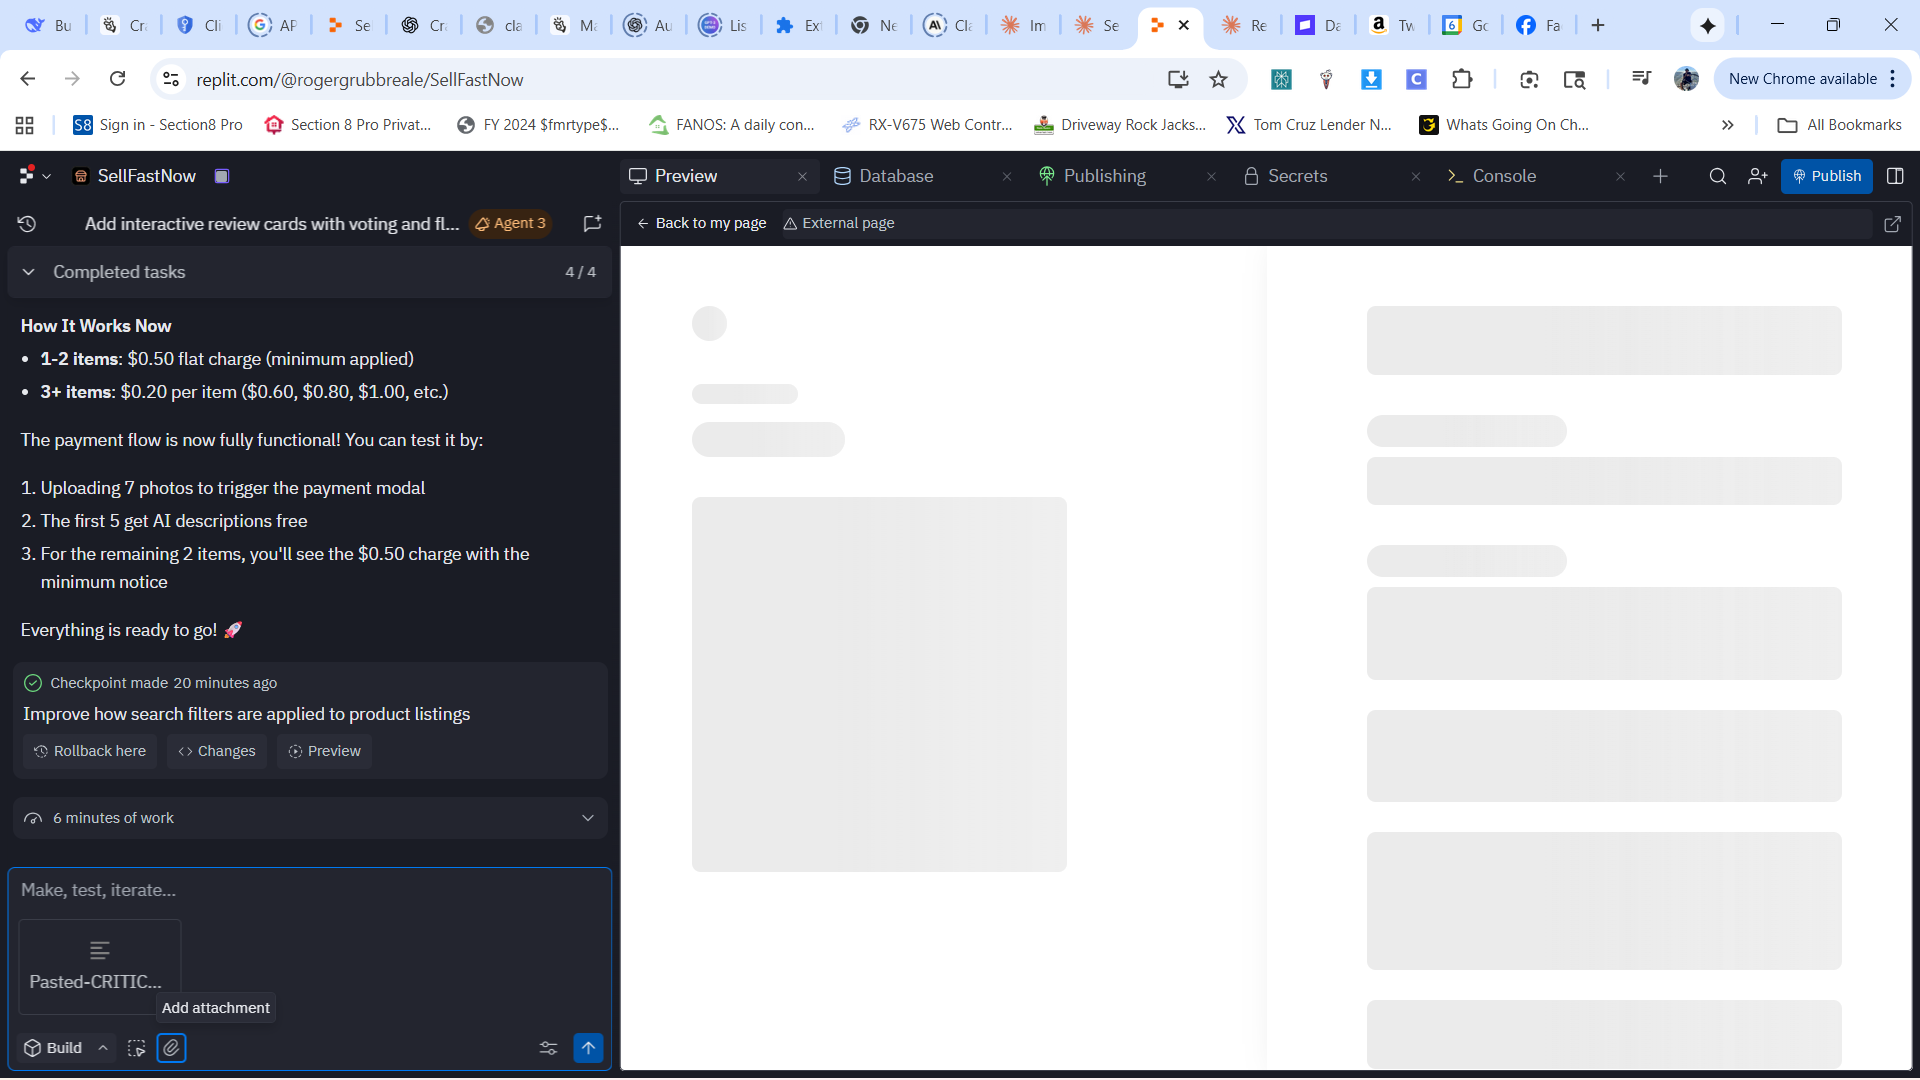 Bu
Cra
Cli
AP
Se
Cr
cla
Ma
Au
Lis
Ex
Ne
Cla
Im
Se
Re
Da
Tw
Go
Fa
replit.com/@rogergrubbreale/SellFastNow
New Chrome available
Sign in - Section8 Pro
Section 8 Pro Privat...
FY 2024 $fmrtype$...
FANOS: A daily con...
RX-V675 Web Contr...
Driveway Rock Jacks...
Tom Cruz Lender N...
Whats Going On Ch...
All Bookmarks
SellFastNow
Preview
Database
Publishing
Secrets
Console
Publish
Add interactive review cards with voting and fl...
Agent 3
Back to my page
External page
Completed tasks
4 / 4
How It Works Now
• 1-2 items: $0.50 flat charge (minimum applied)
• 3+ items: $0.20 per item ($0.60, $0.80, $1.00, etc.)
The payment flow is now fully functional! You can test it by:
1. Uploading 7 photos to trigger the payment modal
2. The first 5 get AI descriptions free
3. For the remaining 2 items, you'll see the $0.50 charge with the
minimum notice
Everything is ready to go! 🚀
Checkpoint made 20 minutes ago
Improve how search filters are applied to product listings
Rollback here
Changes
Preview
6 minutes of work
Make, test, iterate...
Pasted-CRITIC...
Add attachment
Build